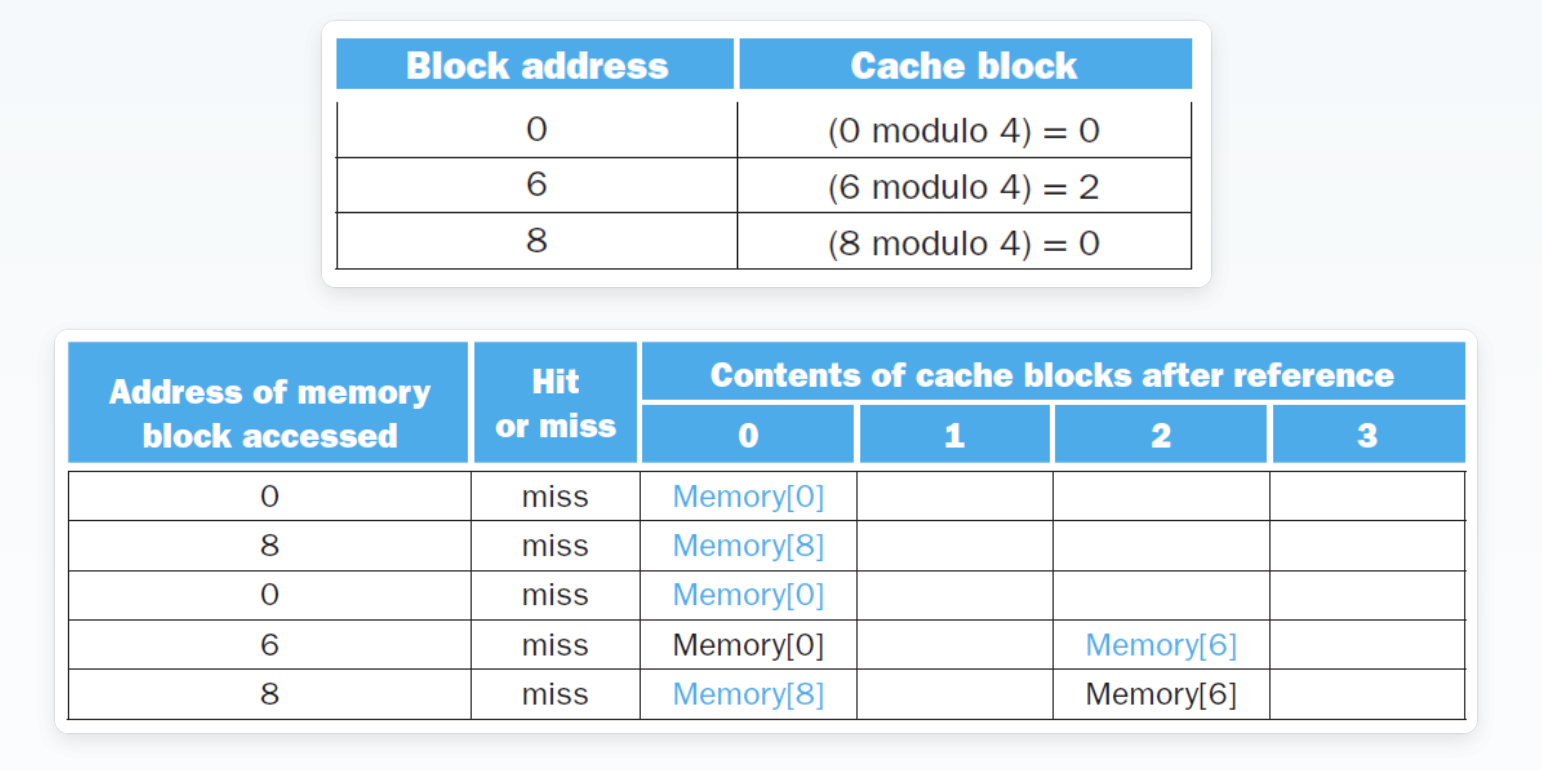 Block address Cache block
0 (0 modulo 4) = 0
6 (6 modulo 4) = 2
8 (8 modulo 4) = 0
Address of memory block accessed Hit or miss Contents of cache blocks after reference
0 1 2 3
0 miss Memory[0]
8 miss Memory[8]
0 miss Memory[0]
6 miss Memory[0] Memory[6]
8 miss Memory[8] Memory[6]